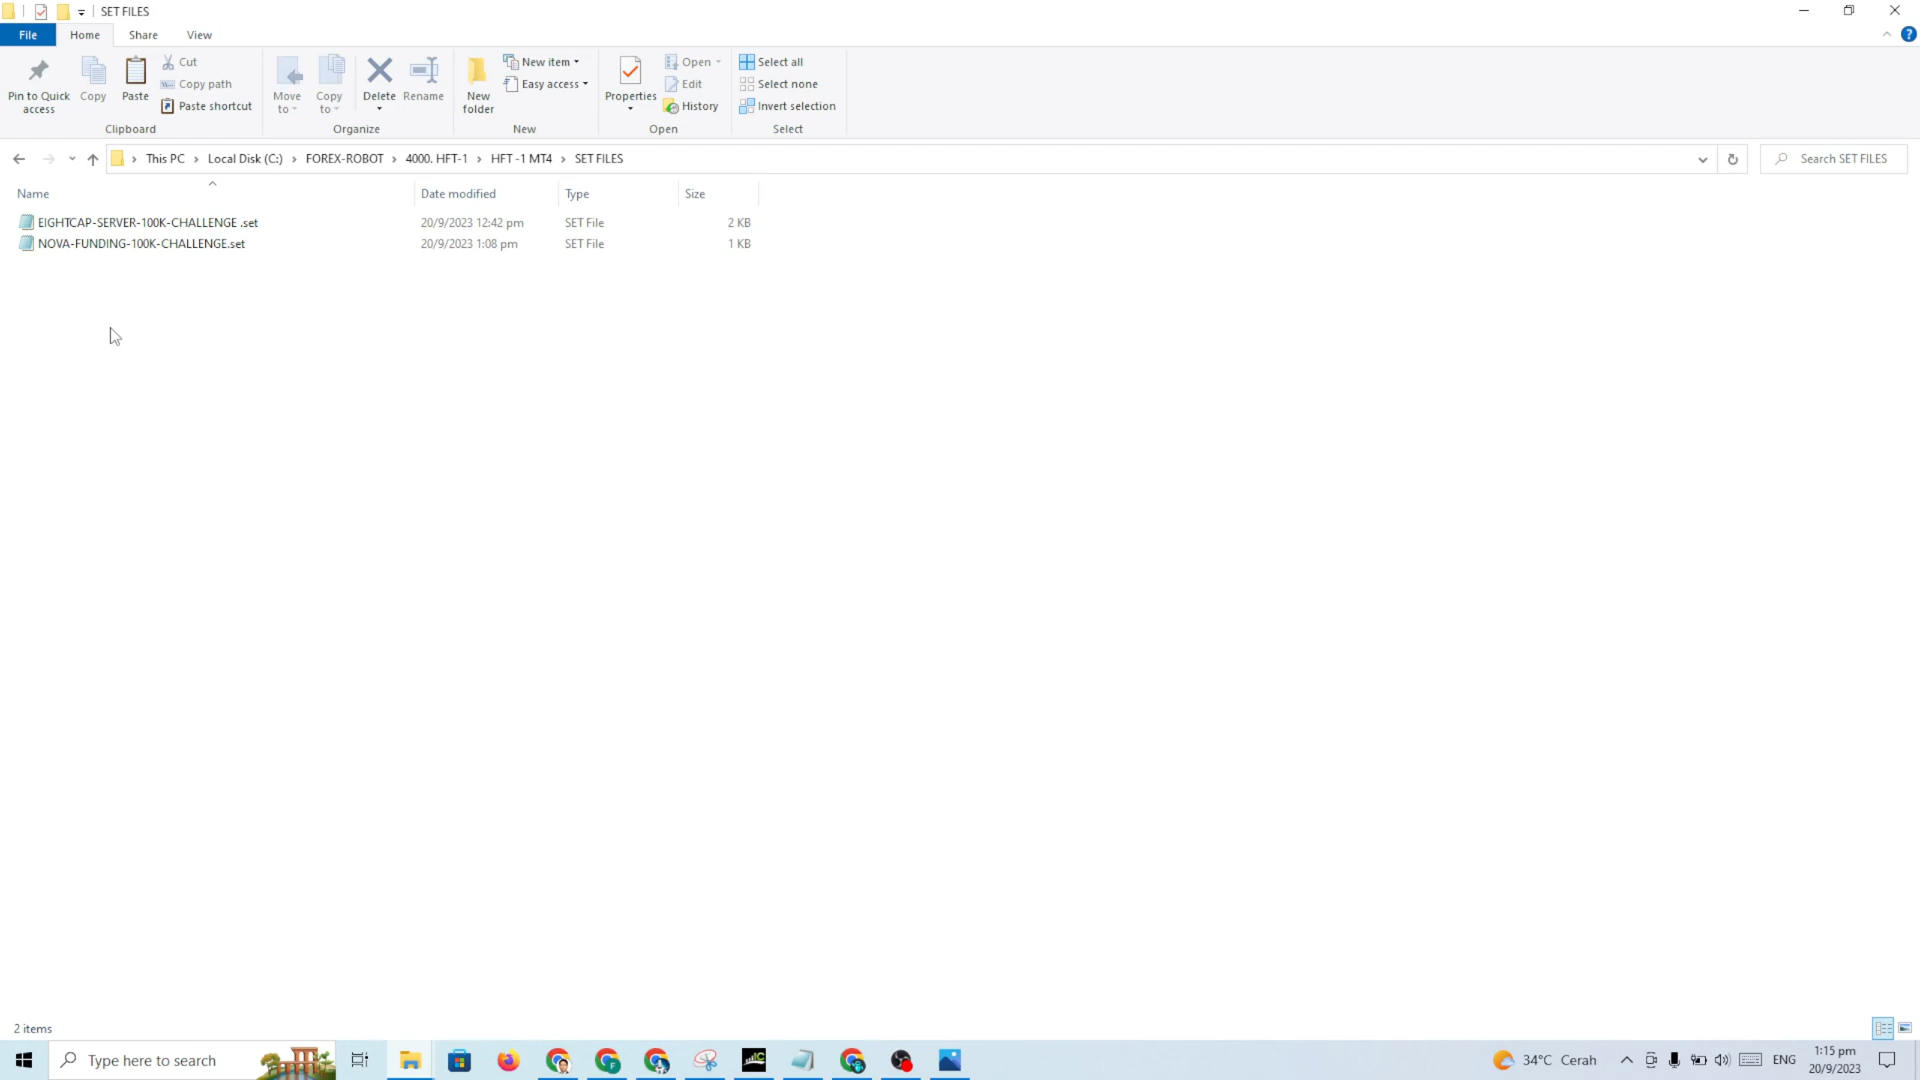 SET FILES
File
Home
Share
View
Pin to Quick
access
Copy
Paste
Cut
Copy path
Paste shortcut
Clipboard
Move
to
Copy
to
Delete
Rename
Organize
New
folder
New item
Easy access
New
Properties
Open
Edit
History
Open
Select all
Select none
Invert selection
Select
This PC > Local Disk (C:) > FOREX-ROBOT > 4000. HFT-1 > HFT -1 MT4 > SET FILES
Search SET FILES
Name Date modified Type Size
EIGHTCAP-SERVER-100K-CHALLENGE .set 20/9/2023 12:42 pm SET File 2 KB
NOVA-FUNDING-100K-CHALLENGE.set 20/9/2023 1:08 pm SET File 1 KB
2 items
Type here to search
34°C Cerah
ENG
1:15 pm
20/9/2023